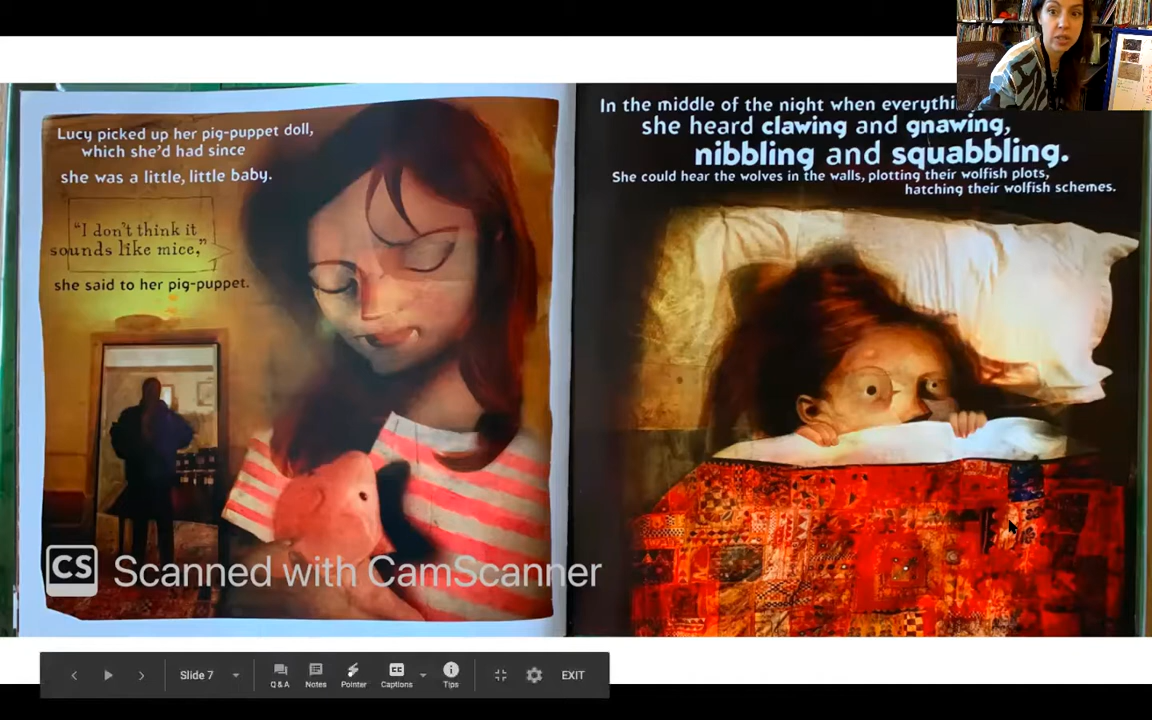 Lucy picked up her pig-puppet doll,
which she'd had since
she was a little, little baby.
"I don't think it
sounds like mice,"
she said to her pig-puppet.
In the middle of the night when
she heard clawing and gnawing,
nibbling and squabbling.
She could hear the wolves in the walls, plotting their wolfish plots,
hatching their wolfish schemes.
CS Scanned with CamScanner
Slide 7
Q&A
Notes
Pointer
CC
Captions
Tips
EXIT